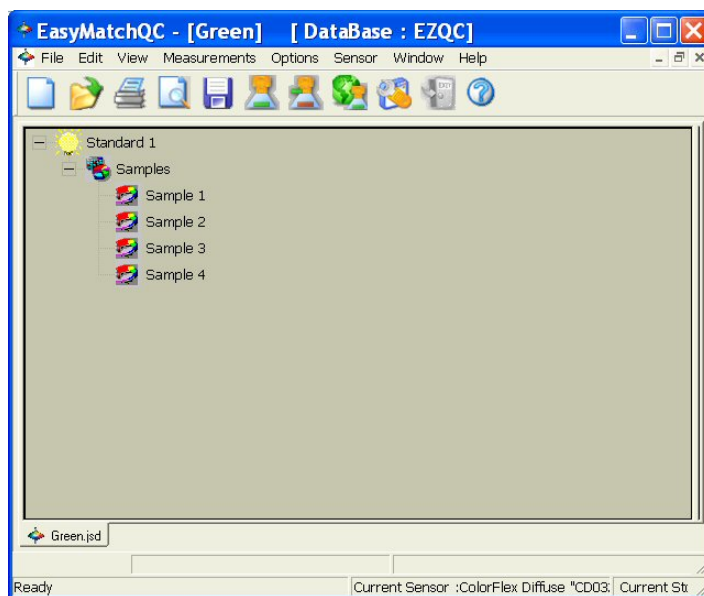 EasyMatchQC - [Green] [ DataBase : EZQC]
File Edit View Measurements Options Sensor Window Help
Standard 1
Samples
Sample 1
Sample 2
Sample 3
Sample 4
Green.jsd
Ready Current Sensor :ColorFlex Diffuse "CD03 Current